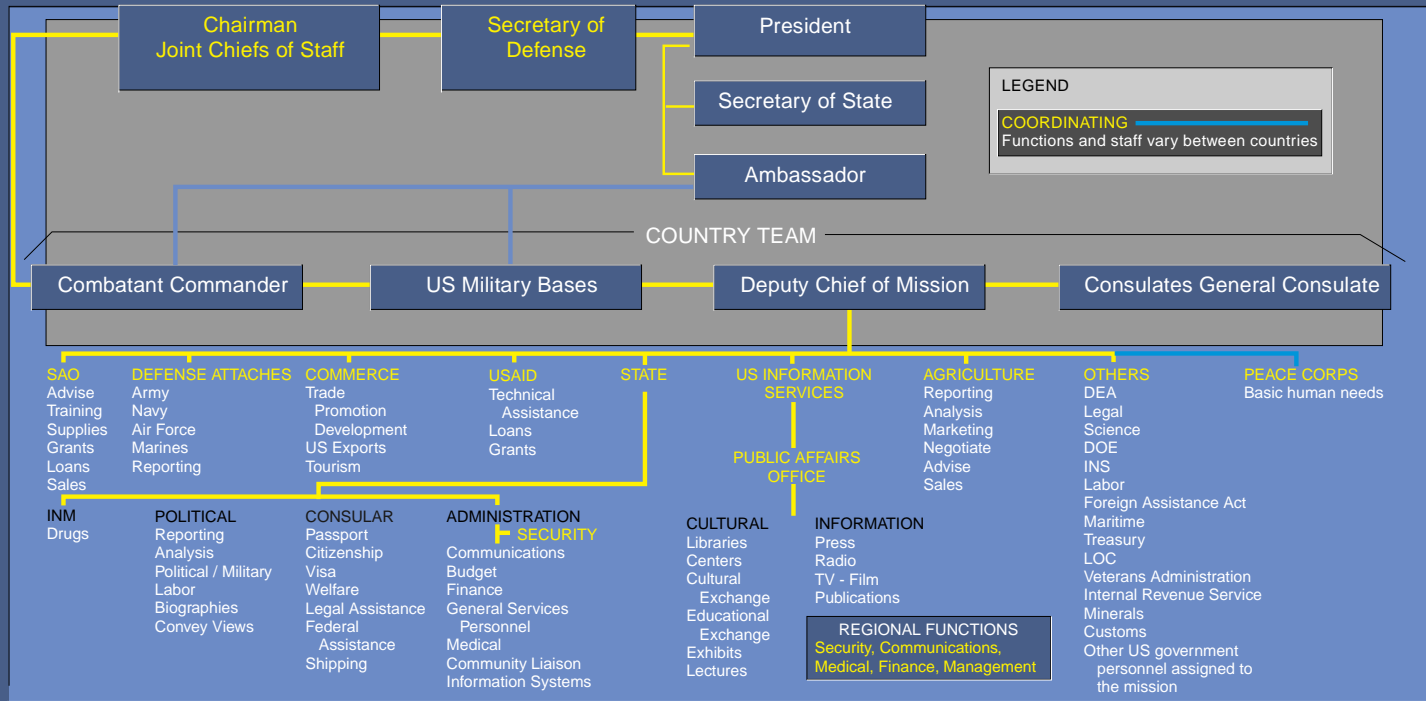 Chairman
Joint Chiefs of Staff
Secretary of
Defense
President
Secretary of State
Ambassador
LEGEND
COORDINATING
Functions and staff vary between countries
COUNTRY TEAM
Combatant Commander
US Military Bases
Deputy Chief of Mission
Consulates General Consulate
SAO
Advise
Training
Supplies
Grants
Loans
Sales
DEFENSE ATTACHES
Army
Navy
Air Force
Marines
Reporting
COMMERCE
Trade
Promotion
Development
US Exports
Tourism
USAID
Technical
Assistance
Loans
Grants
STATE
US INFORMATION
SERVICES
PUBLIC AFFAIRS
OFFICE
AGRICULTURE
Reporting
Analysis
Marketing
Negotiate
Advise
Sales
OTHERS
DEA
Legal
Science
DOE
INS
Labor
Foreign Assistance Act
Maritime
Treasury
LOC
Veterans Administration
Internal Revenue Service
Minerals
Customs
Other US government
personnel assigned to
the mission
PEACE CORPS
Basic human needs
INM
Drugs
POLITICAL
Reporting
Analysis
Political / Military
Labor
Biographies
Convey Views
CONSULAR
Passport
Citizenship
Visa
Welfare
Legal Assistance
Federal
Assistance
Shipping
ADMINISTRATION
SECURITY
Communications
Budget
Finance
General Services
Personnel
Medical
Community Liaison
Information Systems
CULTURAL
Libraries
Centers
Cultural
Exchange
Educational
Exchange
Exhibits
Lectures
INFORMATION
Press
Radio
TV - Film
Publications
REGIONAL FUNCTIONS
Security, Communications,
Medical, Finance, Management